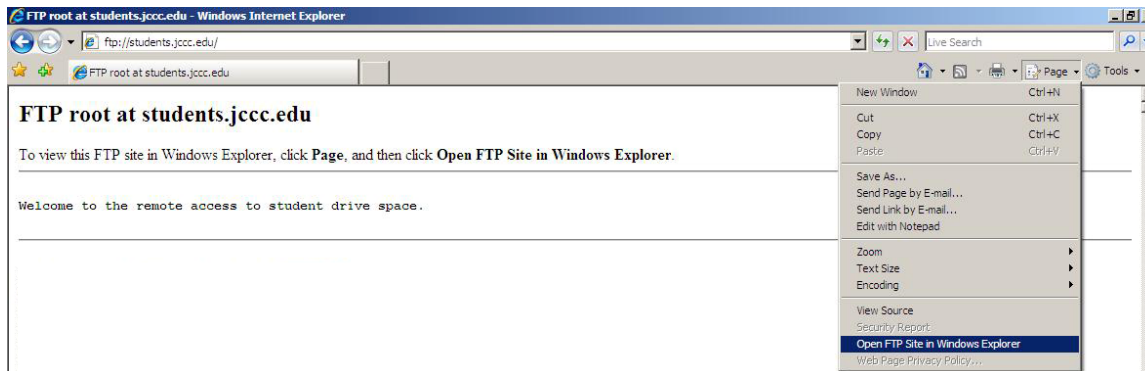 FTP root at students.jccc.edu - Windows Internet Explorer
ftp://students.jccc.edu/
Live Search
FTP root at students.jccc.edu
Page
Tools
FTP root at students.jccc.edu
To view this FTP site in Windows Explorer, click Page, and then click Open FTP Site in Windows Explorer.
Welcome to the remote access to student drive space.
New Window Ctrl+N
Cut Ctrl+X
Copy Ctrl+C
Paste Ctrl+V
Save As...
Send Page by E-mail...
Send Link by E-mail...
Edit with Notepad
Zoom
Text Size
Encoding
View Source
Security Report
Open FTP Site in Windows Explorer
Web Page Privacy Policy...